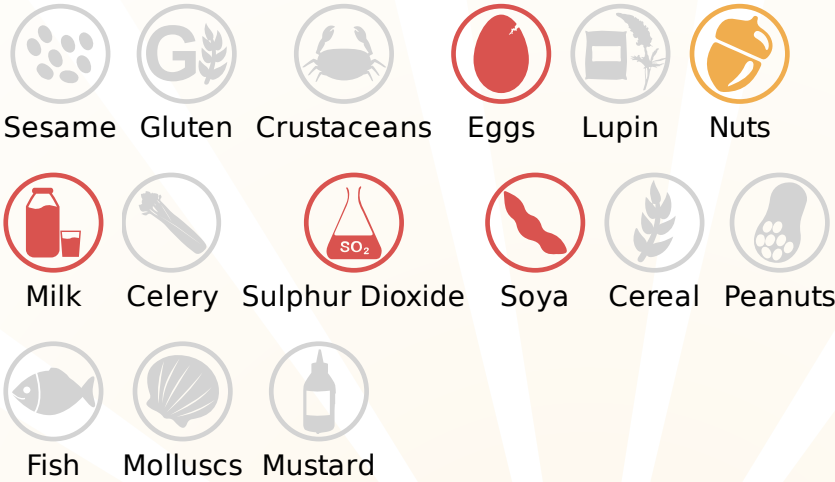 G
Sesame Gluten Crustaceans Eggs Lupin Nuts
SO₂
Milk Celery Sulphur Dioxide Soya Cereal Peanuts
Fish Molluscs Mustard